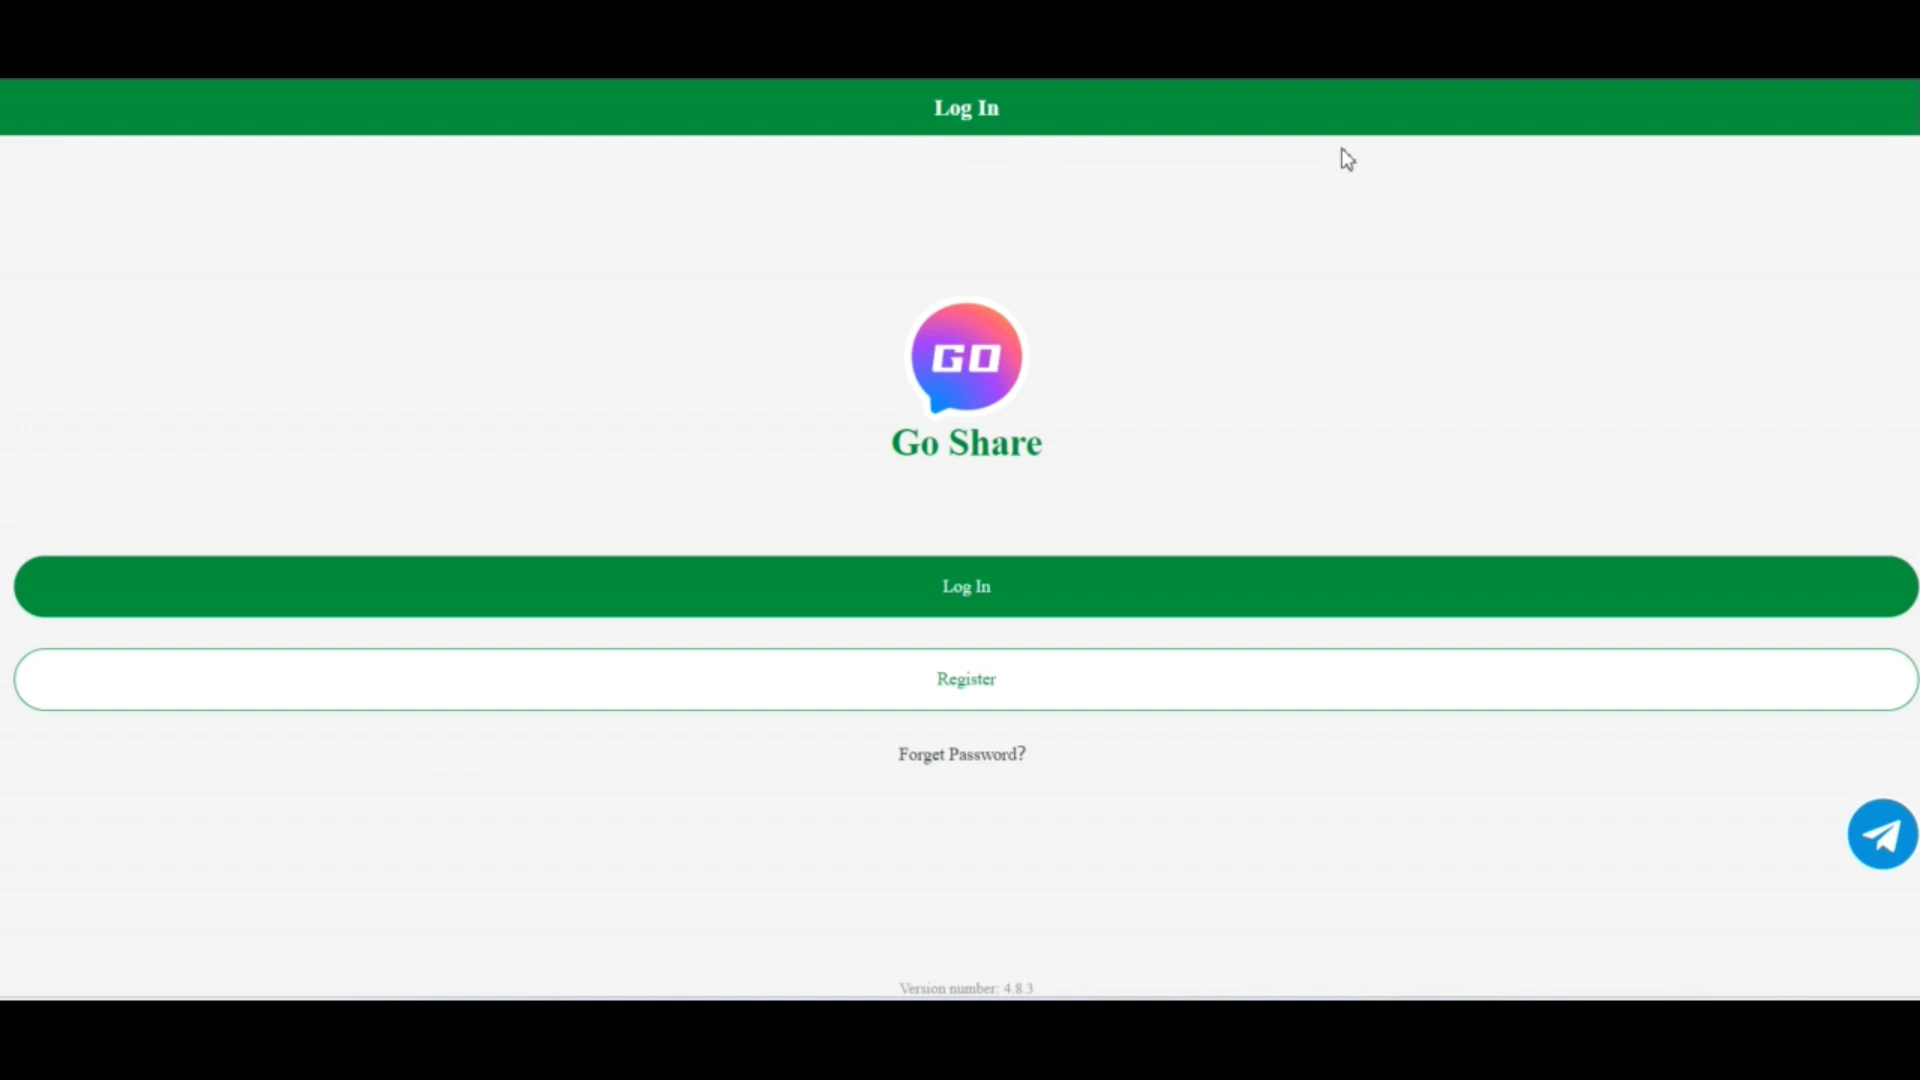 Log In
GO
Go Share
Log In
Register
Forget Password?
Version number: 4.8.3